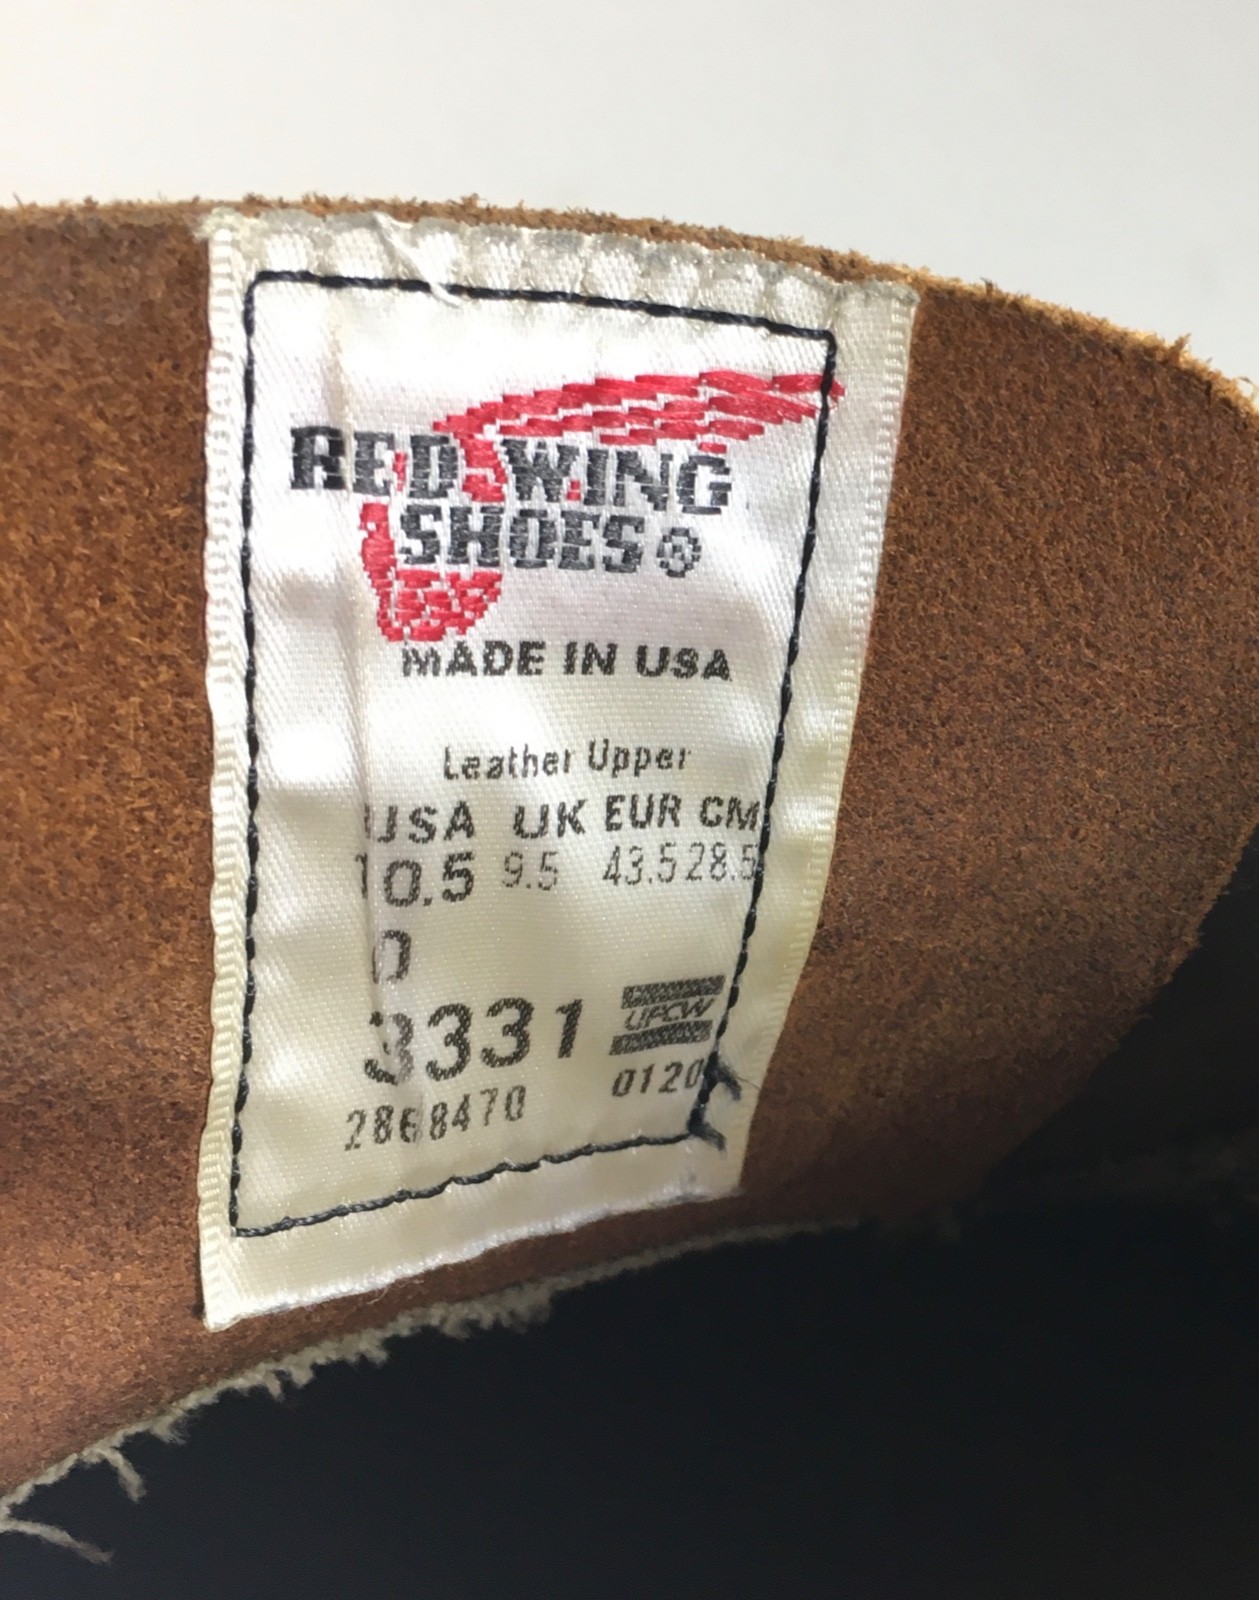 RED WING
SHOES®
MADE IN USA
Leather Upper
USA UK EUR CM
10.5 9.5 43.5 28.5
D
3331 UFCW
2868470 0120